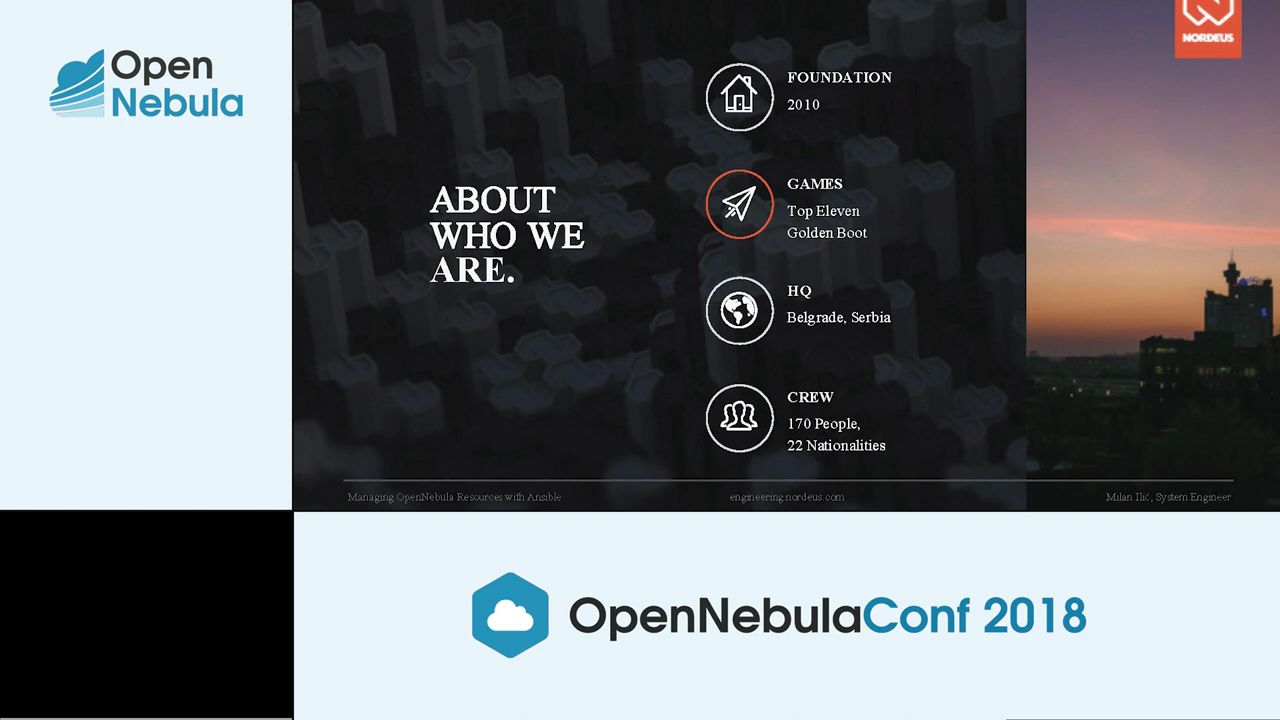 Open
Nebula
NORDEUS
ABOUT
WHO WE
ARE.
FOUNDATION
2010
GAMES
Top Eleven
Golden Boot
HQ
Belgrade, Serbia
CREW
170 People,
22 Nationalities
Managing OpenNebula Resources with Ansible
engineering.nordeus.com
Milan Ilić, System Engineer
OpenNebulaConf 2018